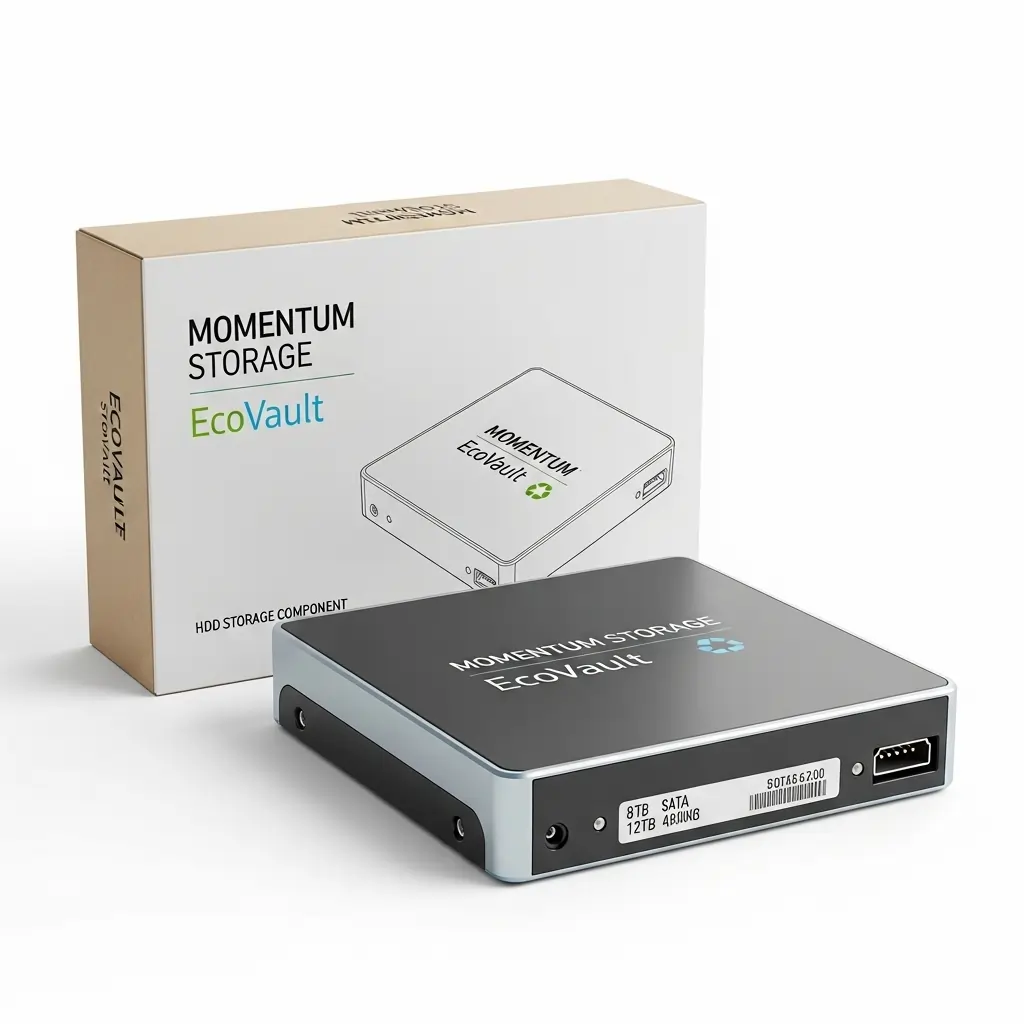 MOMENTUM
STORAGE
EcoVault
MOMENTUM
EcoVault
HDD STORAGE COMPONENT
ECOVAULT
MOMENTUM STORAGE
EcoVault
8TB SATA
12TB